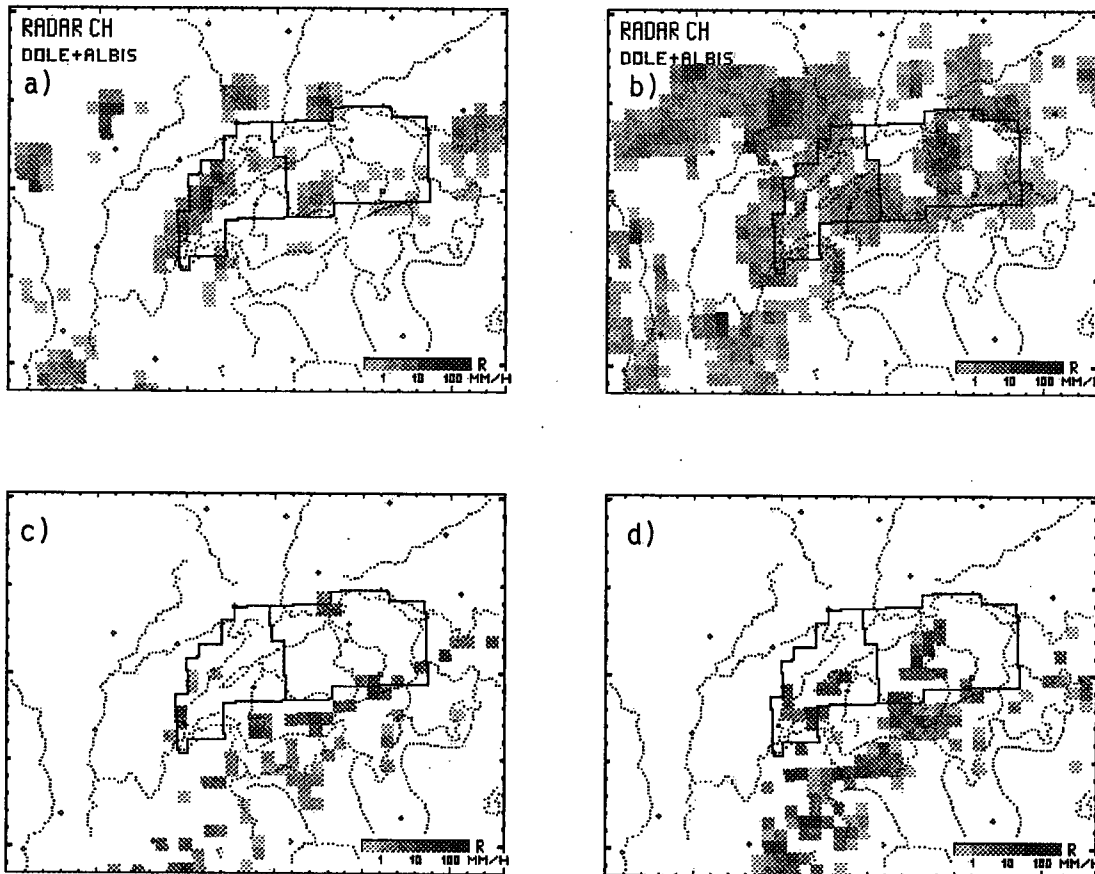 RADAR CH
DOLE+ALBIS
a)
R
1 10 100 MM/H
RADAR CH
DOLE+ALBIS
b)
R
1 10 100 MM/H
c)
R
1 10 100 MM/H
d)
R
1 10 100 MM/H